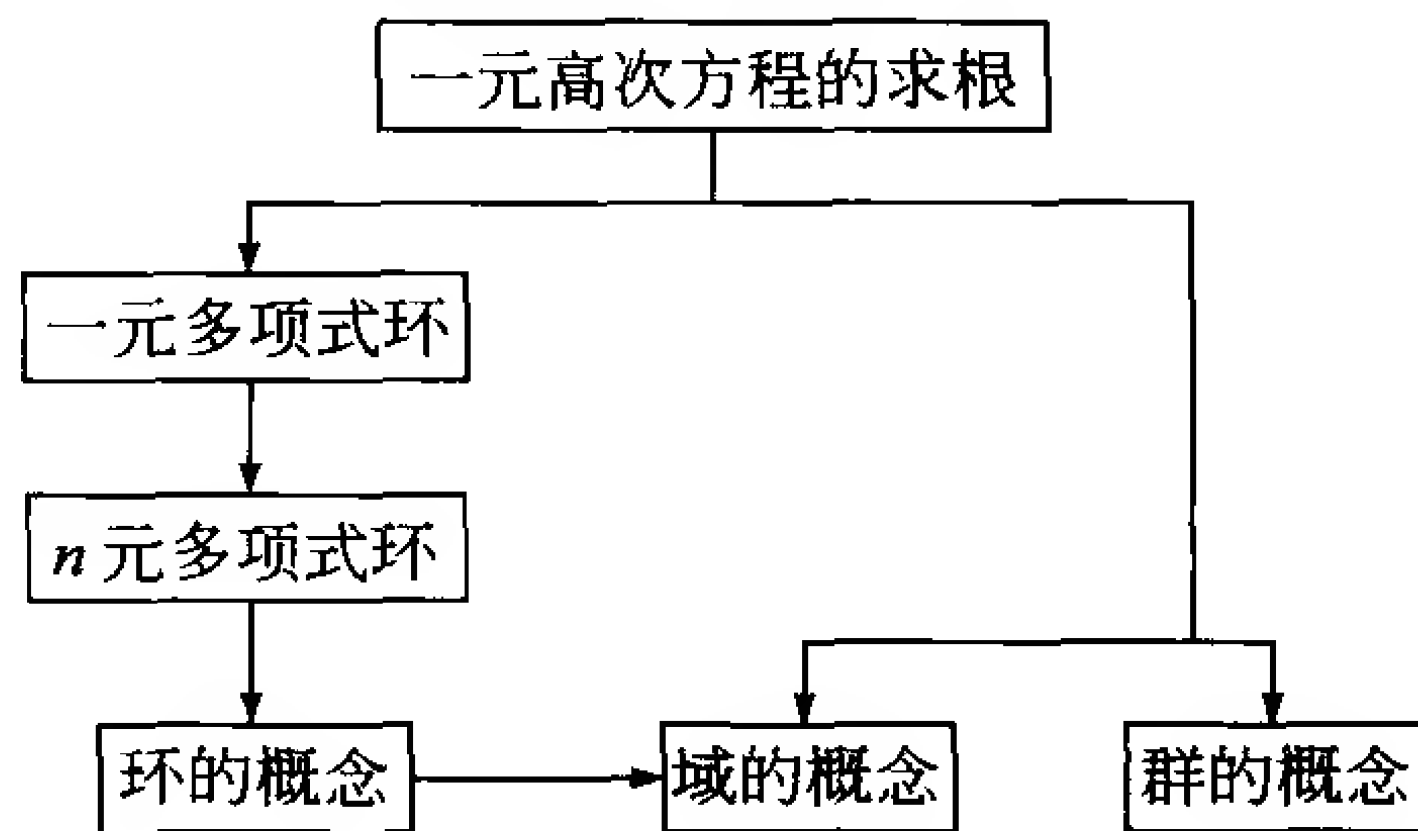 一元高次方程的求根
一元多项式环
n元多项式环
环的概念
域的概念
群的概念